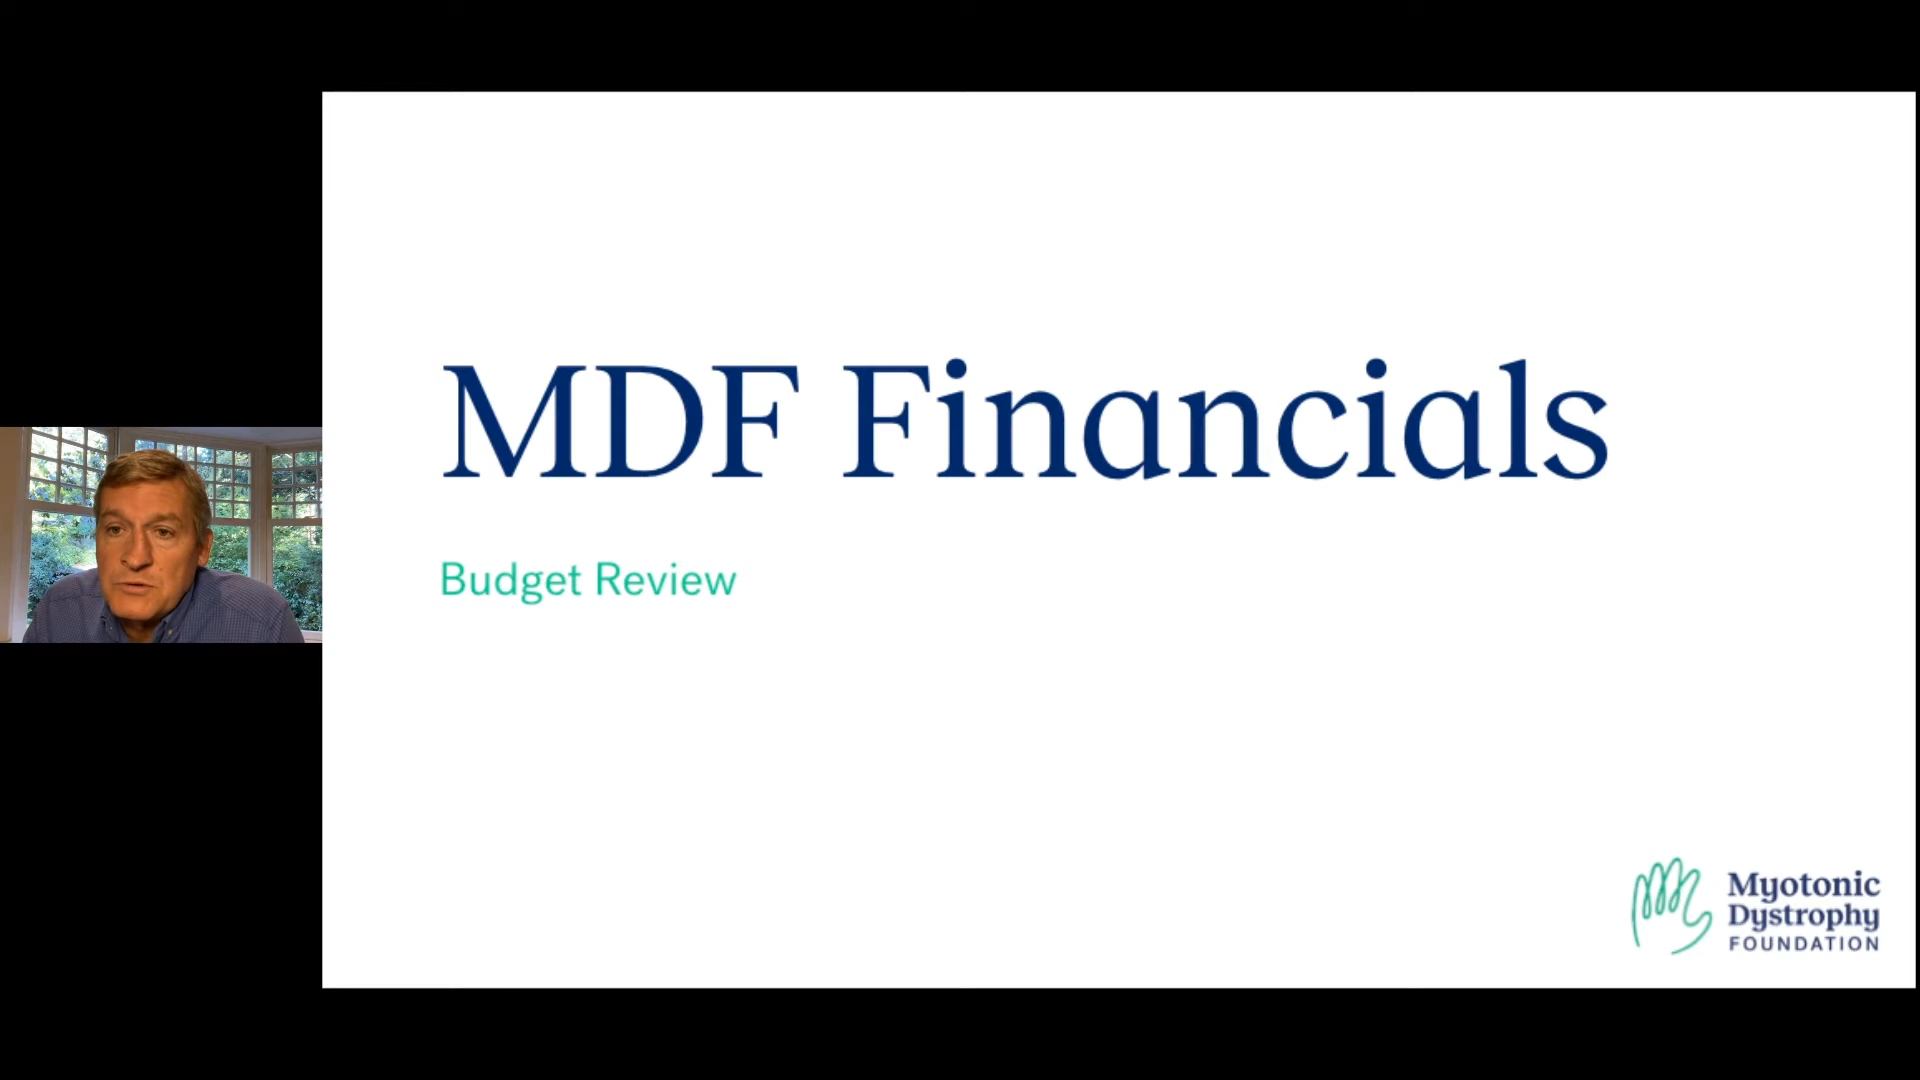 MDF Financials
Budget Review
Myotonic
Dystrophy
FOUNDATION